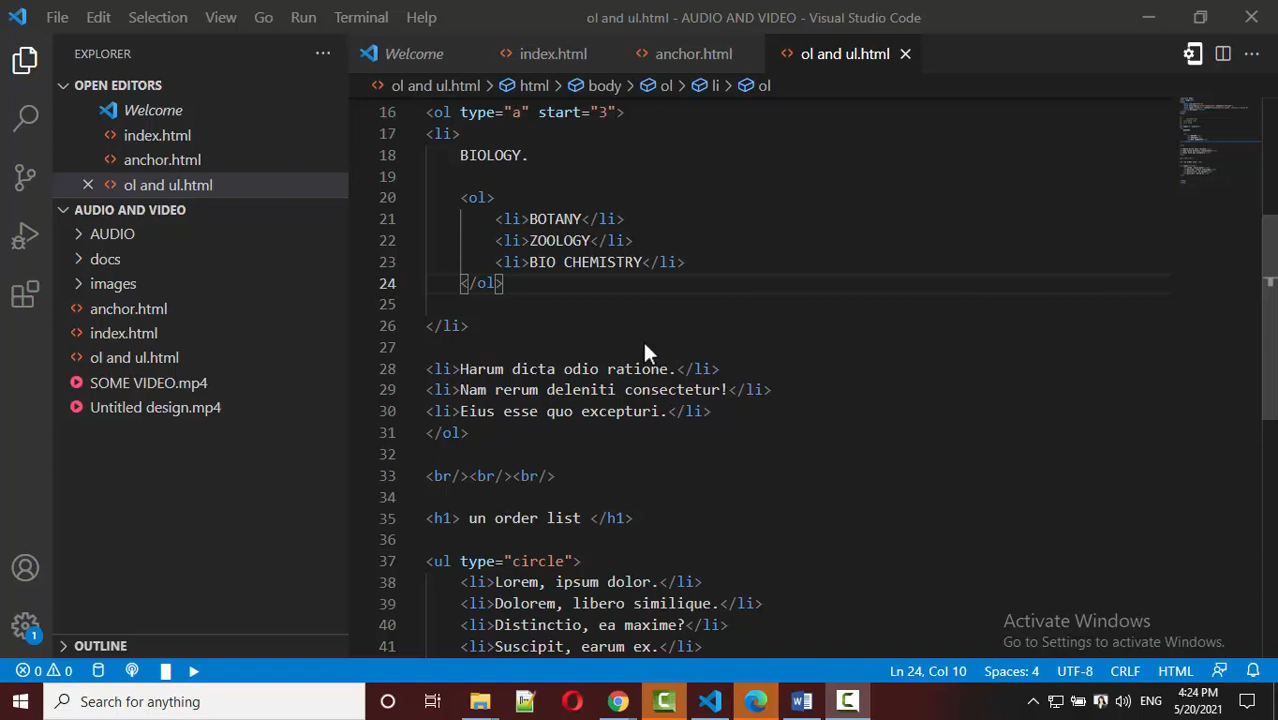 File Edit Selection View Go Run Terminal Help ol and ul.html - AUDIO AND VIDEO - Visual Studio Code
EXPLORER
OPEN EDITORS
Welcome
index.html
anchor.html
ol and ul.html
AUDIO AND VIDEO
AUDIO
docs
images
anchor.html
index.html
ol and ul.html
SOME VIDEO.mp4
Untitled design.mp4
OUTLINE
1
Welcome index.html anchor.html ol and ul.html
ol and ul.html > html > body > ol > li > ol
16 <ol type="a" start="3">
17 <li>
18 BIOLOGY.
19
20 <ol>
21 <li>BOTANY</li>
22 <li>ZOOLOGY</li>
23 <li>BIO CHEMISTRY</li>
24 </ol>
25
26 </li>
27
28 <li>Harum dicta odio ratione.</li>
29 <li>Nam rerum deleniti consectetur!</li>
30 <li>Eius esse quo excepturi.</li>
31 </ol>
32
33 <br/><br/><br/>
34
35 <h1> un order list </h1>
36
37 <ul type="circle">
38 <li>Lorem, ipsum dolor.</li>
39 <li>Dolorem, libero similique.</li>
40 <li>Distinctio, ea maxime?</li>
41 <li>Suscipit, earum ex.</li>
Activate Windows
Go to Settings to activate Windows.
0 0 Ln 24, Col 10 Spaces: 4 UTF-8 CRLF HTML
Search for anything
ENG
4:24 PM
5/20/2021